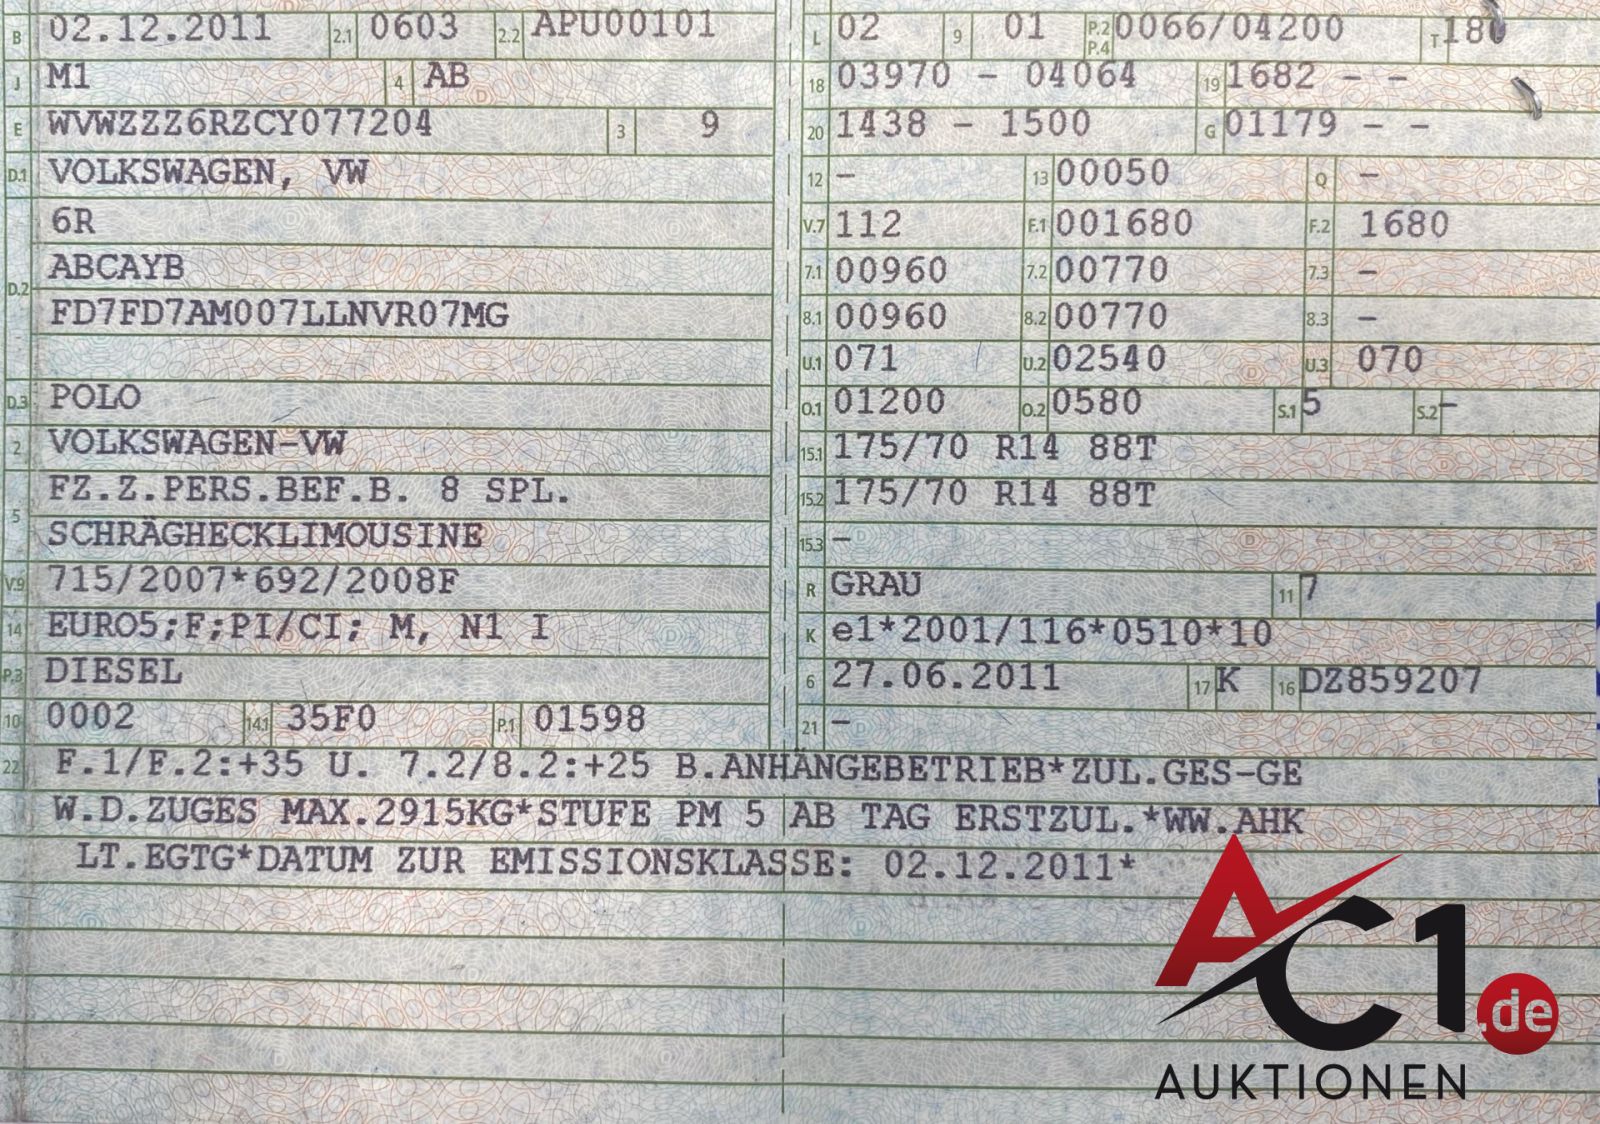 B 02.12.2011 2.1 0603 2.2 APU00101
J M1 4 AB
E WVWZZZ6RZCY077204 3 9
D.1 VOLKSWAGEN, VW
6R
D.2 ABCAYB
FD7FD7AM007LLNVR07MG
D.3 POLO
2 VOLKSWAGEN-VW
5 FZ.Z.PERS.BEF.B. 8 SPL.
SCHRÄGHECKLIMOUSINE
V.9 715/2007*692/2008F
14 EURO5;F;PI/CI; M, N1 I
P.3 DIESEL
10 0002 14.1 35F0 P.1 01598
L 02 9 01 P.2 P.4 0066/04200 T 180
18 03970 - 04064 19 1682 - -
20 1438 - 1500 G 01179 - -
12 - 13 00050 Q -
V.7 112 F.1 001680 F.2 1680
7.1 00960 7.2 00770 7.3 -
8.1 00960 8.2 00770 8.3 -
U.1 071 U.2 02540 U.3 070
O.1 01200 O.2 0580 S.1 5 S.2 -
15.1 175/70 R14 88T
15.2 175/70 R14 88T
15.3 -
R GRAU 11 7
K e1*2001/116*0510*10
6 27.06.2011 17 K 16 DZ859207
21 -
22 F.1/F.2:+35 U. 7.2/8.2:+25 B.ANHÄNGEBETRIEB*ZUL.GES-GE
W.D.ZUGES MAX.2915KG*STUFE PM 5 AB TAG ERSTZUL.*WW.AHK
LT.EGTG*DATUM ZUR EMISSIONSKLASSE: 02.12.2011*
AC1.de
AUKTIONEN